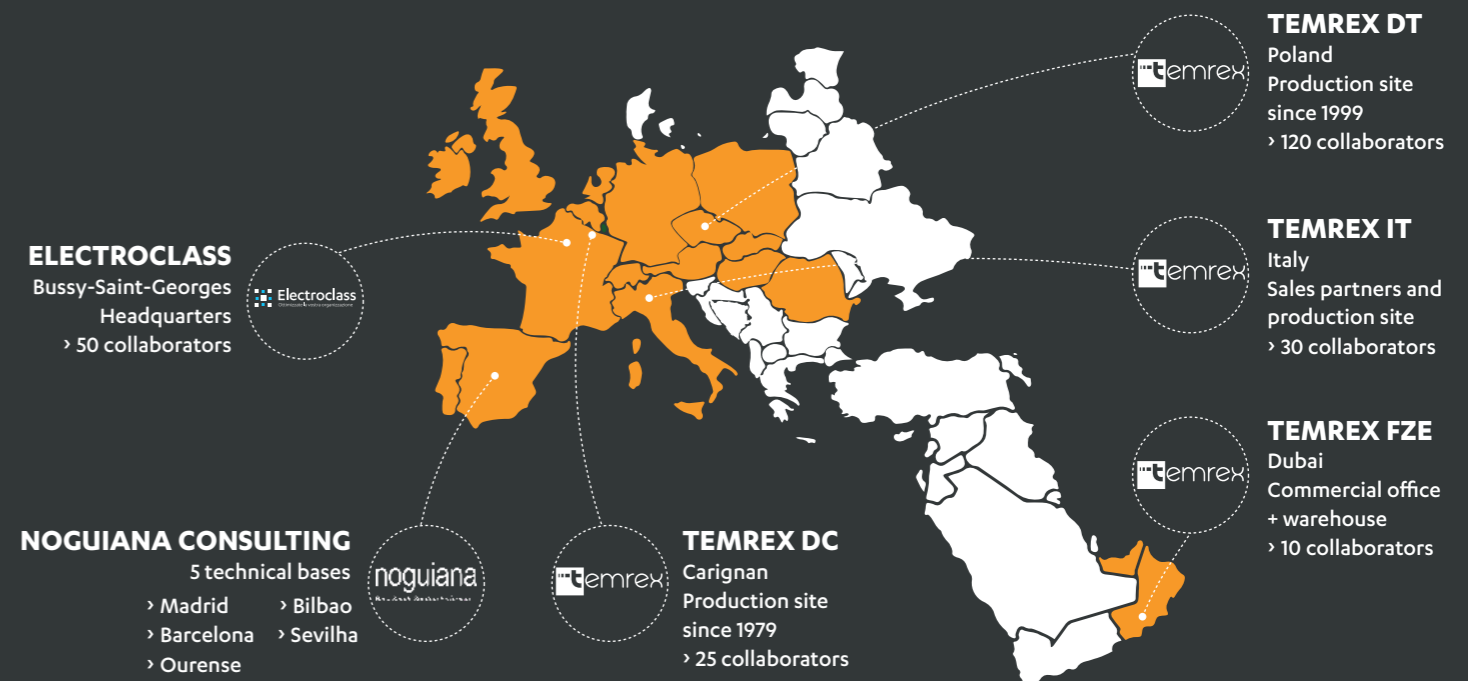 TEMREX DT
Poland
Production site
since 1999
› 120 collaborators
temrex
TEMREX IT
Italy
Sales partners and
production site
› 30 collaborators
temrex
ELECTROCLASS
Bussy-Saint-Georges
Headquarters
› 50 collaborators
Electroclass
TEMREX FZE
Dubai
Commercial office
+ warehouse
› 10 collaborators
temrex
NOGUIANA CONSULTING
5 technical bases
› Madrid
› Bilbao
› Barcelona
› Sevilha
› Ourense
noguiana
temrex
TEMREX DC
Carignan
Production site
since 1979
› 25 collaborators